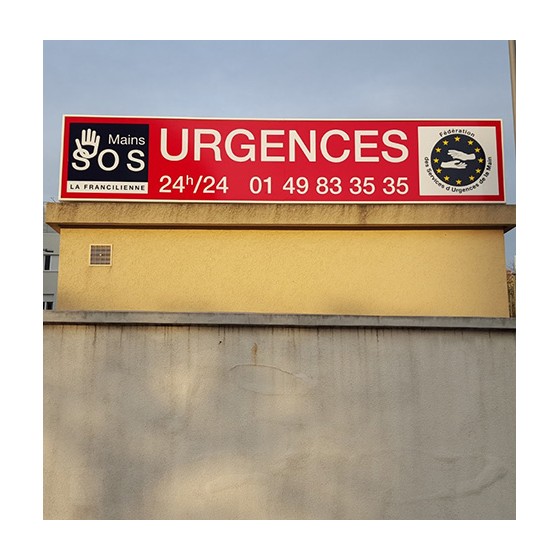 Mains
SOS
LA FRANCILIENNE
URGENCES
24h/24 01 49 83 35 35
Fédération
des Services d'Urgences de la Main